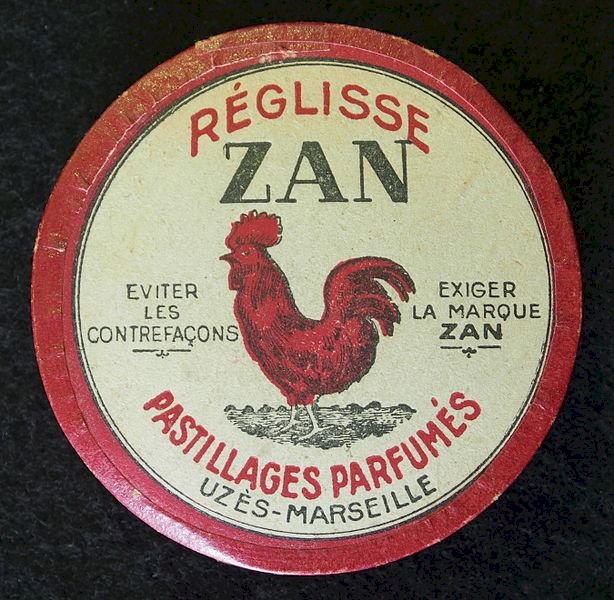 RÉGLISSE
ZAN
EVITER
LES
CONTREFAÇONS
EXIGER
LA MARQUE
ZAN
PASTILLAGES PARFUMÉS
UZÈS-MARSEILLE